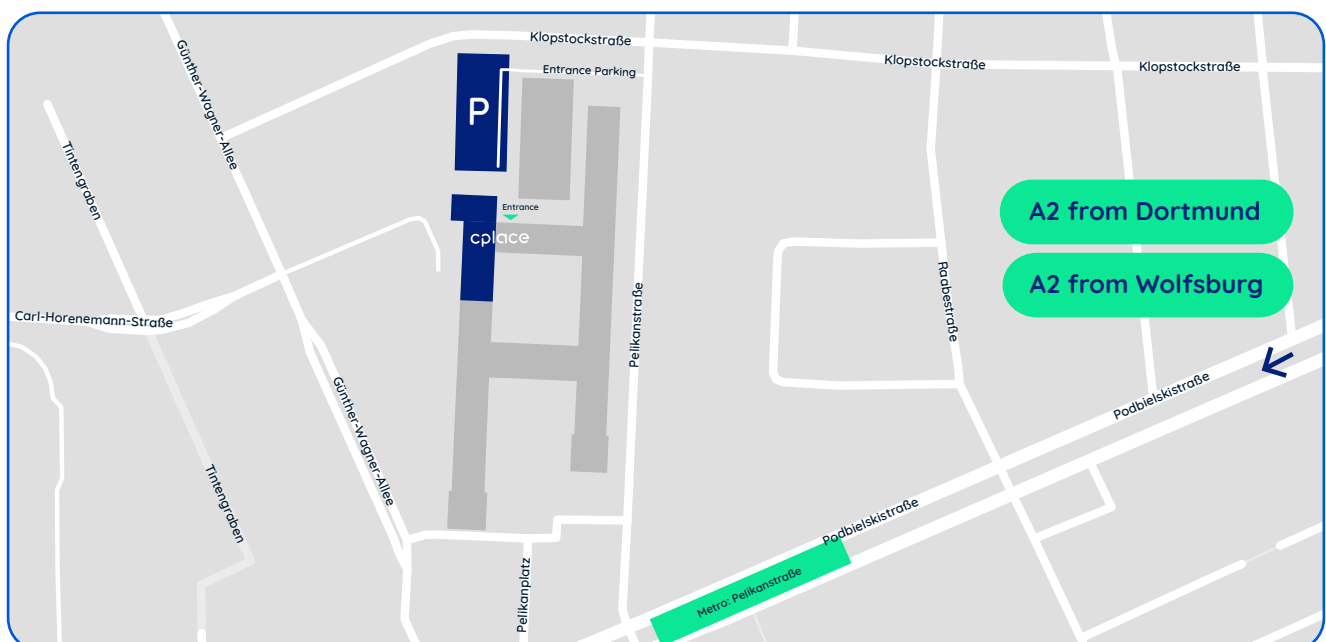 Klopstockstraße
Günther-Wagner-Allee
Klopstockstraße
Klopstockstraße
Entrance Parking
P
Tintengraben
Entrance
A2 from Dortmund
cplace
A2 from Wolfsburg
Raabestraße
Carl-Horenemann-Straße
Pelikanstraße
Podbielskistraße
Günther-Wagner-Allee
Tintengraben
Podbielskistraße
Metro: Pelikanstraße
Pelikanplatz